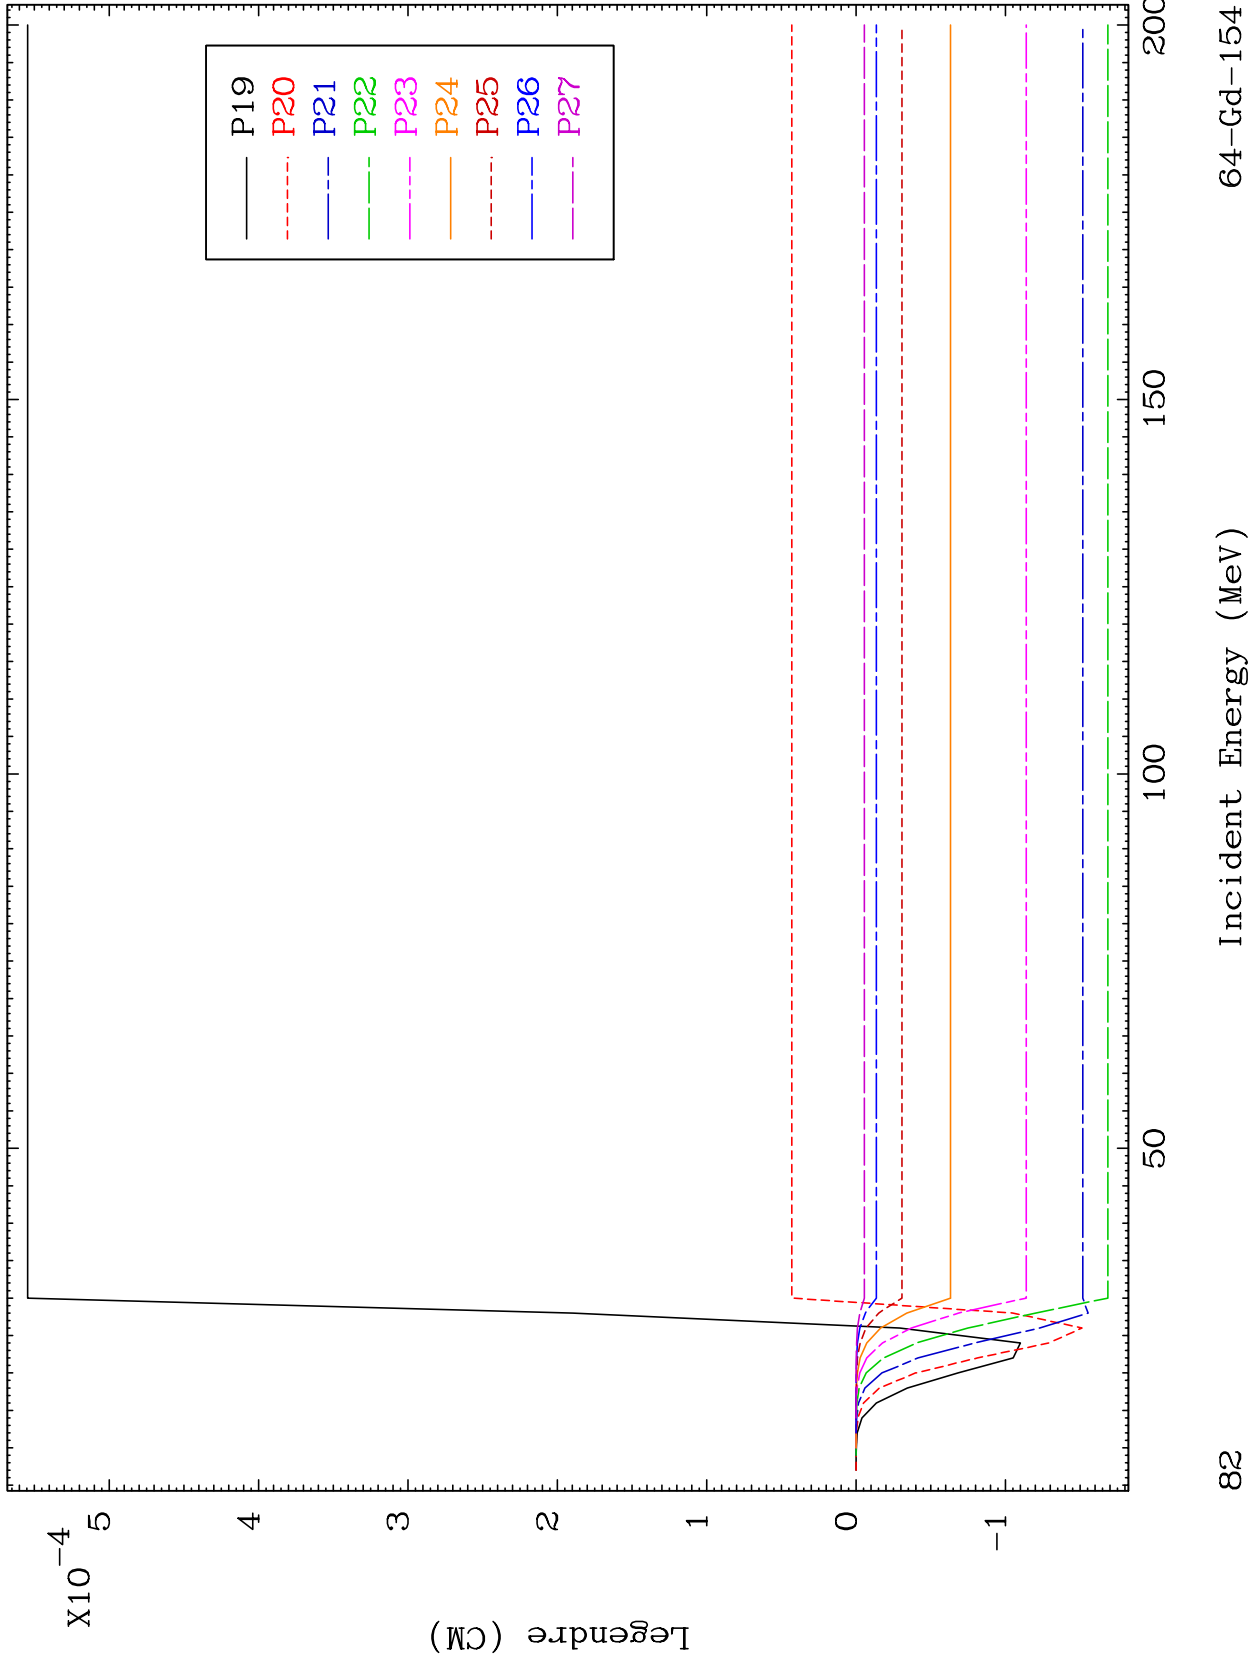 X10-4
5
4
3
2
1
0
-1
Legendre (CM)
P19
P20
P21
P22
P23
P24
P25
P26
P27
50
100
150
200
82
Incident Energy (MeV)
64-Gd-154